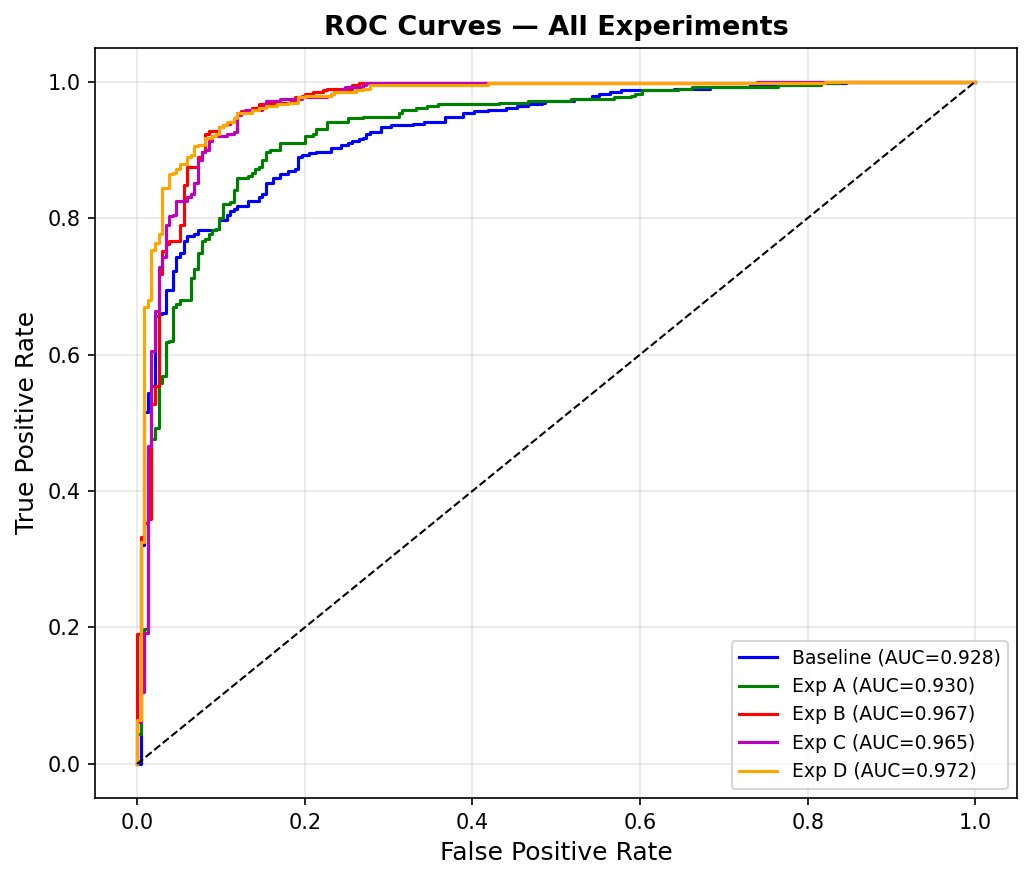 ROC Curves — All Experiments
True Positive Rate
1.0
0.8
0.6
0.4
0.2
0.0
Baseline (AUC=0.928)
Exp A (AUC=0.930)
Exp B (AUC=0.967)
Exp C (AUC=0.965)
Exp D (AUC=0.972)
0.0 0.2 0.4 0.6 0.8 1.0
False Positive Rate